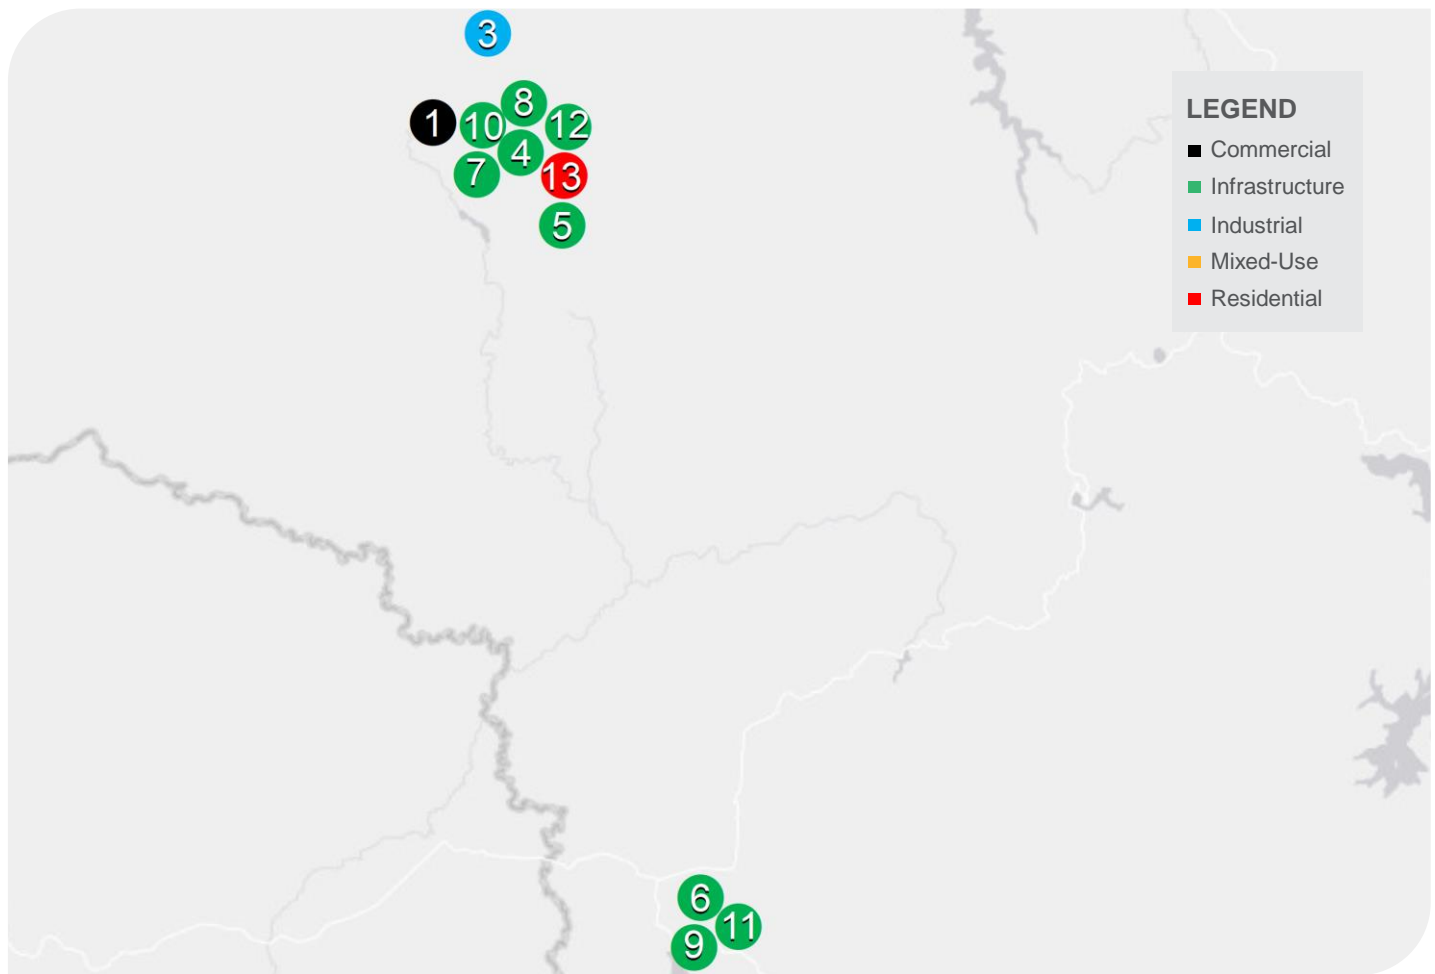 3
8
1
10
12
4
7
13
5
LEGEND
Commercial
Infrastructure
Industrial
Mixed-Use
Residential
6
11
9